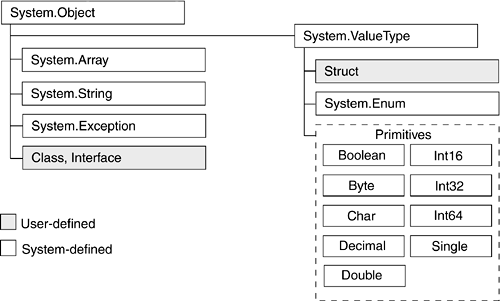 System.Object
System.ValueType
System.Array
System.String
System.Exception
Class, Interface
Struct
System.Enum
Primitives
Boolean
Int16
Byte
Int32
Char
Int64
Decimal
Single
Double
User-defined
System-defined